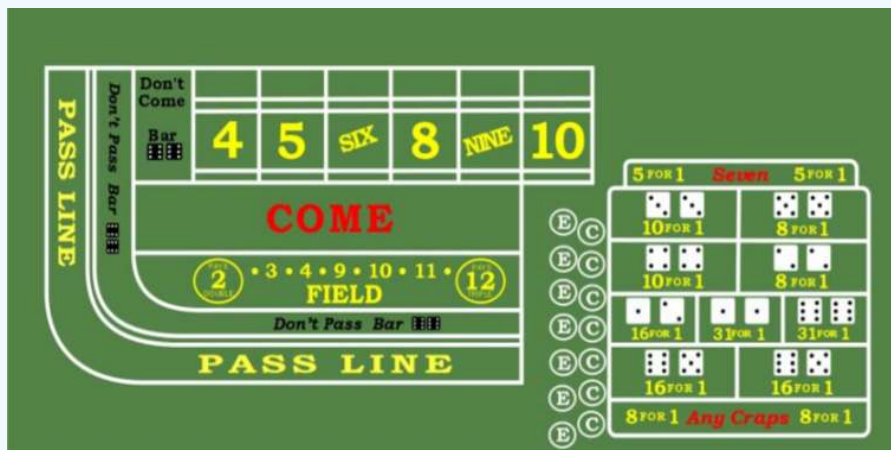 PASS LINE
Don't Pass Bar
Don't
Come
Bar
4 5 SIX 8 NINE 10
COME
2 • 3 • 4 • 9 • 10 • 11 • 12
FIELD
Don't Pass Bar
PASS LINE
E C
E C
E C
E C
E C
E C
E C
5 FOR 1 Seven 5 FOR 1
10 FOR 1 8 FOR 1
10 FOR 1 8 FOR 1
16 FOR 1 31 FOR 1 31 FOR 1
16 FOR 1 16 FOR 1
8 FOR 1 Any Craps 8 FOR 1